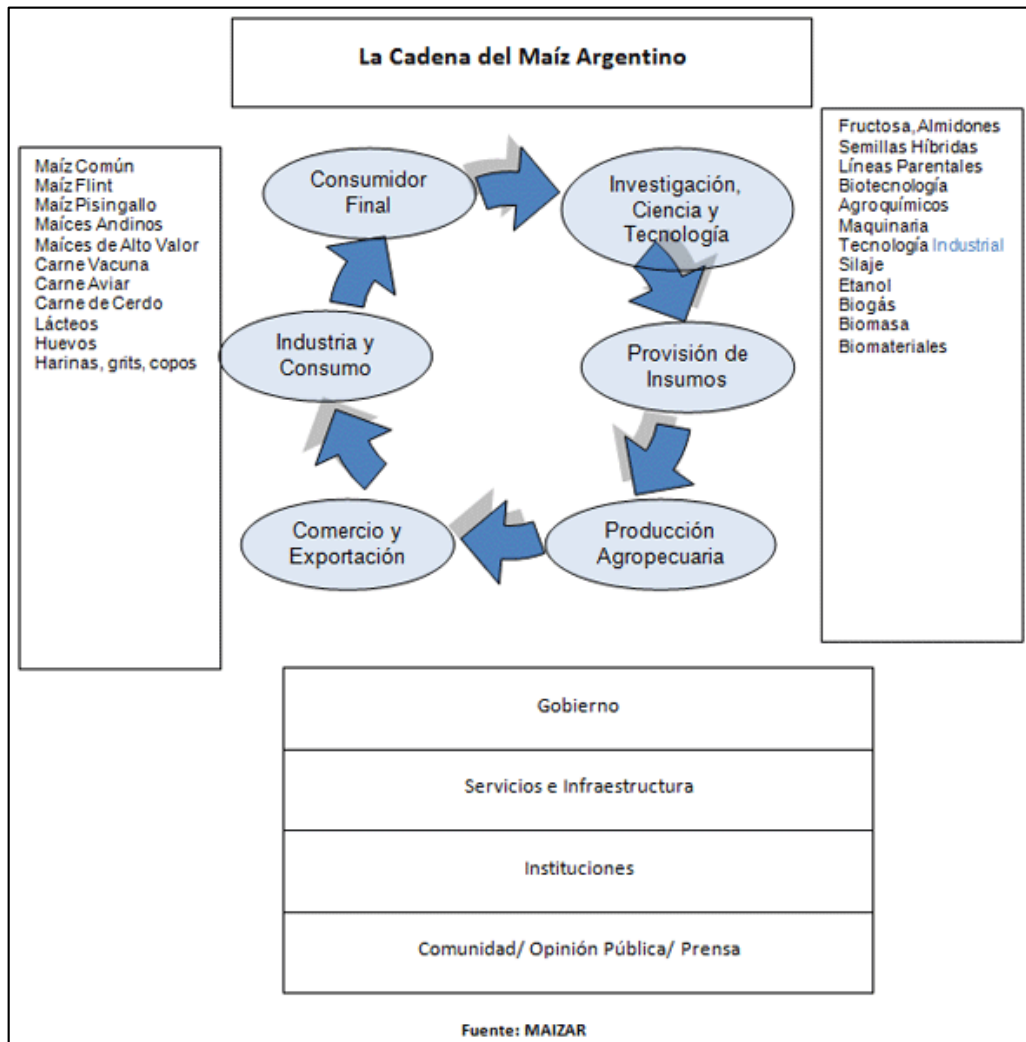 La Cadena del Maíz Argentino
Maíz Común
Maíz Flint
Maíz Pisingallo
Maíces Andinos
Maíces de Alto Valor
Carne Vacuna
Carne Aviar
Carne de Cerdo
Lácteos
Huevos
Harinas, grits, copos
Consumidor
Final
Investigación,
Ciencia y
Tecnología
Industria y
Consumo
Provisión de
Insumos
Comercio y
Exportación
Producción
Agropecuaria
Fructosa, Almidones
Semillas Híbridas
Líneas Parentales
Biotecnología
Agroquímicos
Maquinaria
Tecnología Industrial
Silaje
Etanol
Biogás
Biomasa
Biomateriales
Gobierno
Servicios e Infraestructura
Instituciones
Comunidad/ Opinión Pública/ Prensa
Fuente: MAIZAR